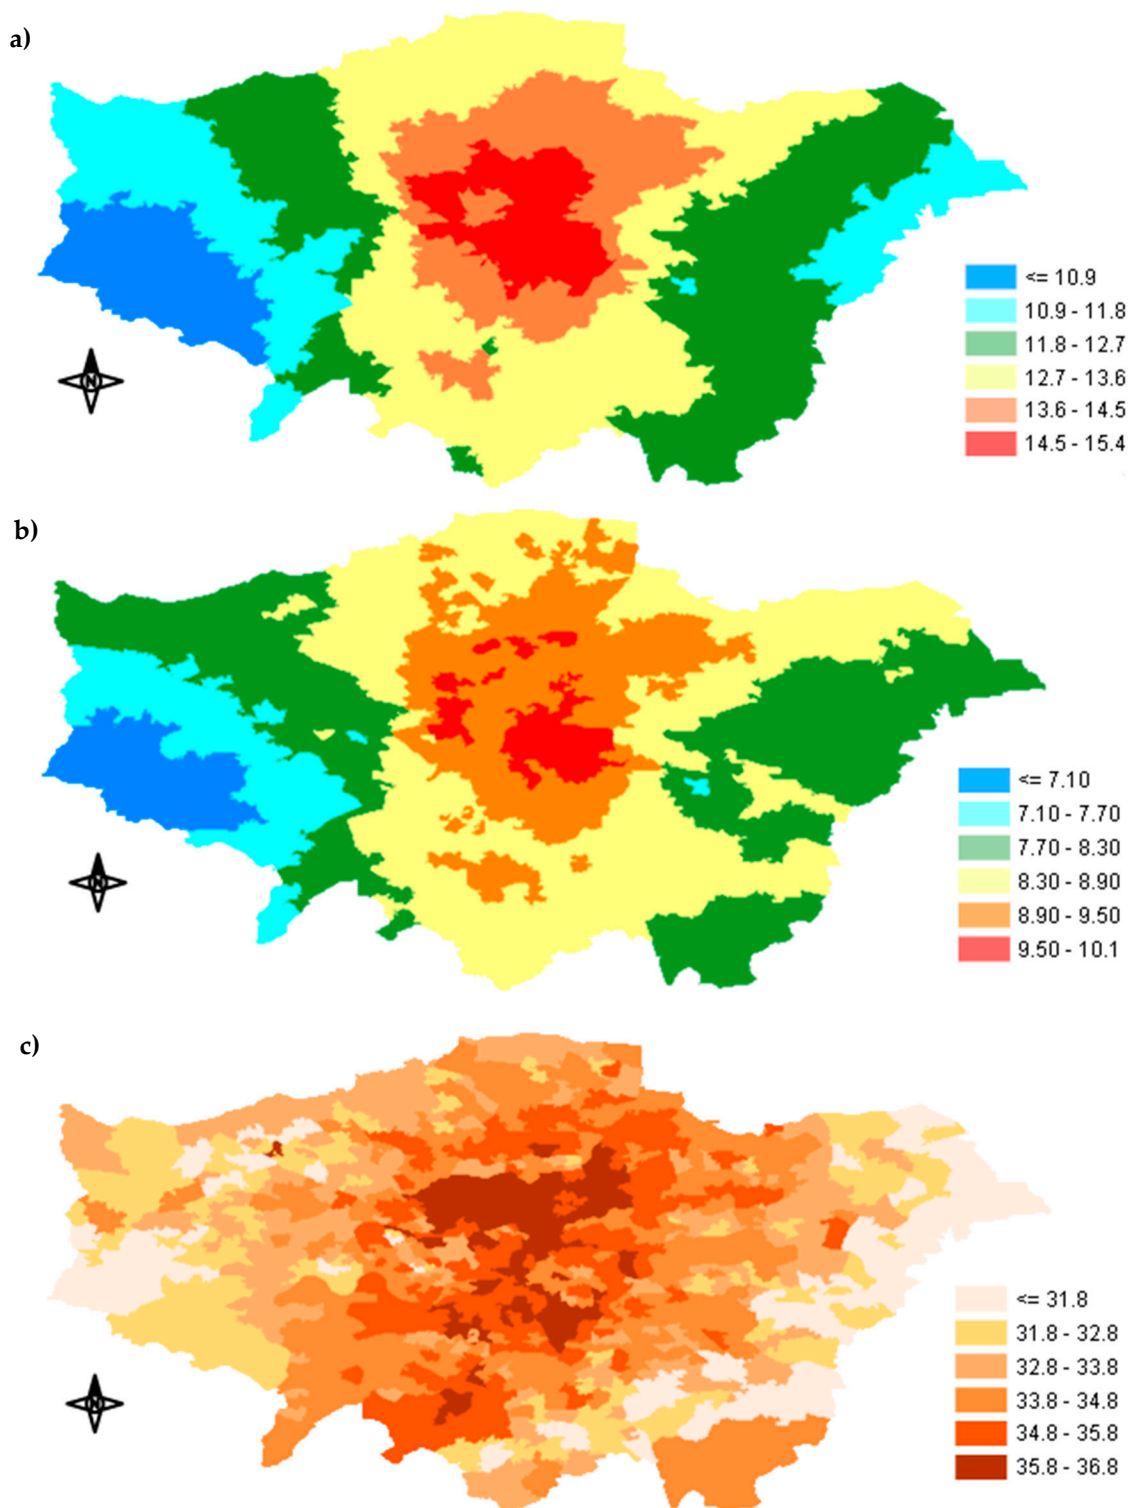 a)
<= 10.9
10.9 - 11.8
11.8 - 12.7
12.7 - 13.6
13.6 - 14.5
14.5 - 15.4
N
b)
<= 7.10
7.10 - 7.70
7.70 - 8.30
8.30 - 8.90
8.90 - 9.50
9.50 - 10.1
N
c)
<= 31.8
31.8 - 32.8
32.8 - 33.8
33.8 - 34.8
34.8 - 35.8
35.8 - 36.8
N